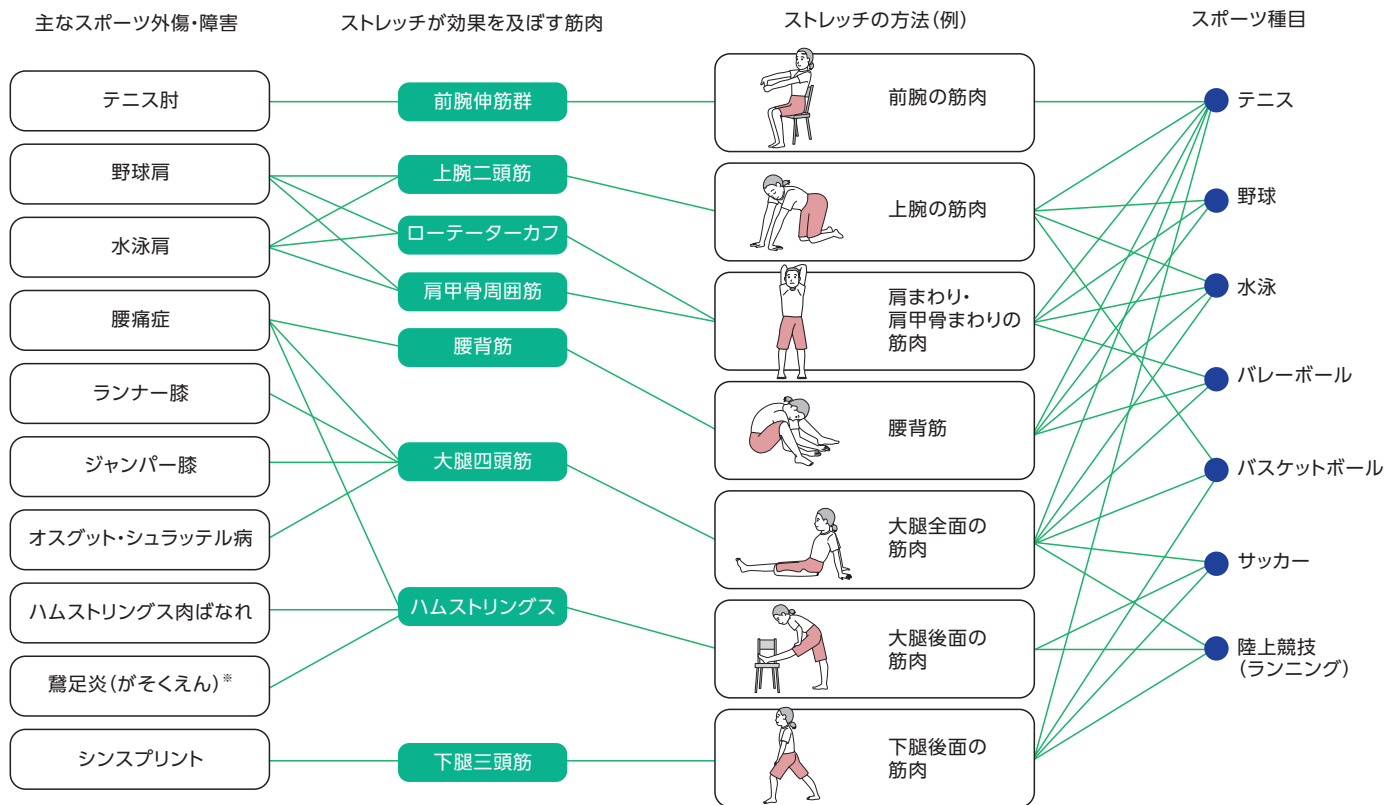 主なスポーツ外傷・障害
ストレッチが効果を及ぼす筋肉
ストレッチの方法(例)
スポーツ種目
テニス肘
野球肩
水泳肩
腰痛症
ランナー膝
ジャンパー膝
オスグット・シュラッテル病
ハムストリングス肉ばなれ
鵞足炎(がそくえん)※
シンスプリント
前腕伸筋群
上腕二頭筋
ローテーターカフ
肩甲骨周囲筋
腰背筋
大腿四頭筋
ハムストリングス
下腿三頭筋
前腕の筋肉
上腕の筋肉
肩まわり・
肩甲骨まわりの
筋肉
腰背筋
大腿全面の
筋肉
大腿後面の
筋肉
下腿後面の
筋肉
テニス
野球
水泳
バレーボール
バスケットボール
サッカー
陸上競技
(ランニング)